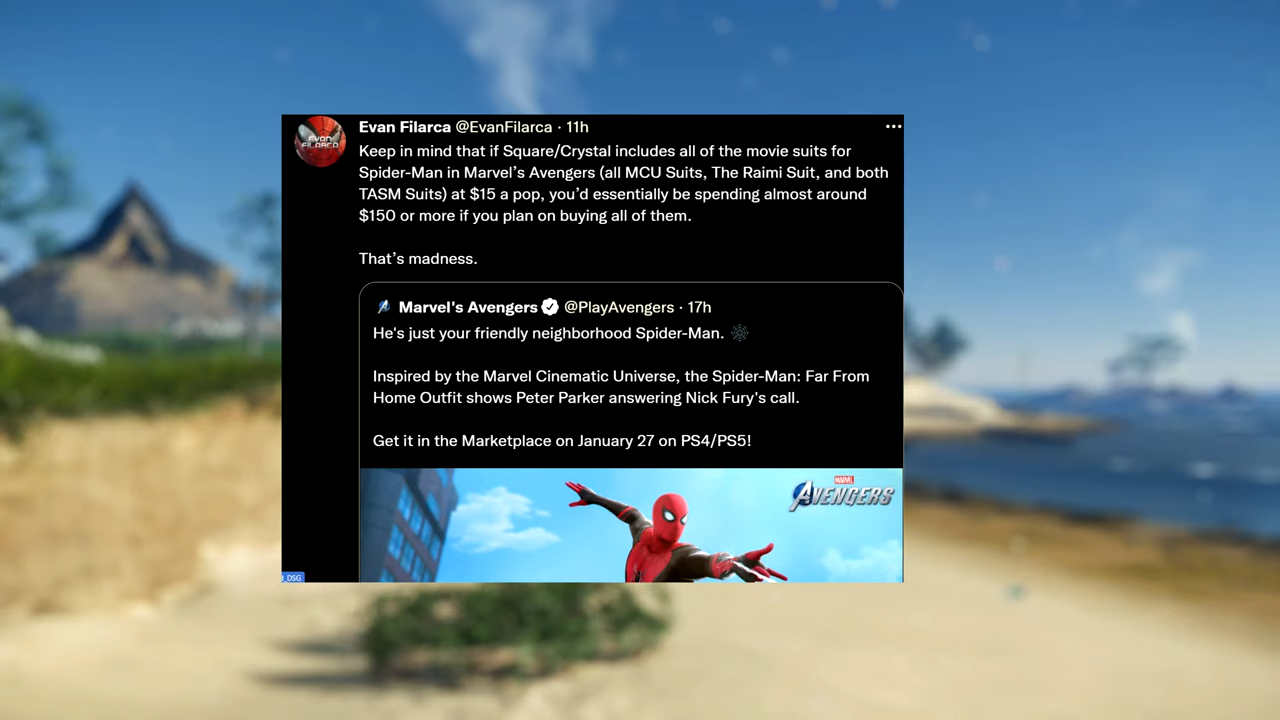 Evan Filarca @EvanFilarca · 11h
Keep in mind that if Square/Crystal includes all of the movie suits for
Spider-Man in Marvel’s Avengers (all MCU Suits, The Raimi Suit, and both
TASM Suits) at $15 a pop, you’d essentially be spending almost around
$150 or more if you plan on buying all of them.
That’s madness.
EVAN
FILARCA
Marvel's Avengers @PlayAvengers · 17h
He's just your friendly neighborhood Spider-Man.
Inspired by the Marvel Cinematic Universe, the Spider-Man: Far From
Home Outfit shows Peter Parker answering Nick Fury's call.
Get it in the Marketplace on January 27 on PS4/PS5!
MARVEL
AVENGERS